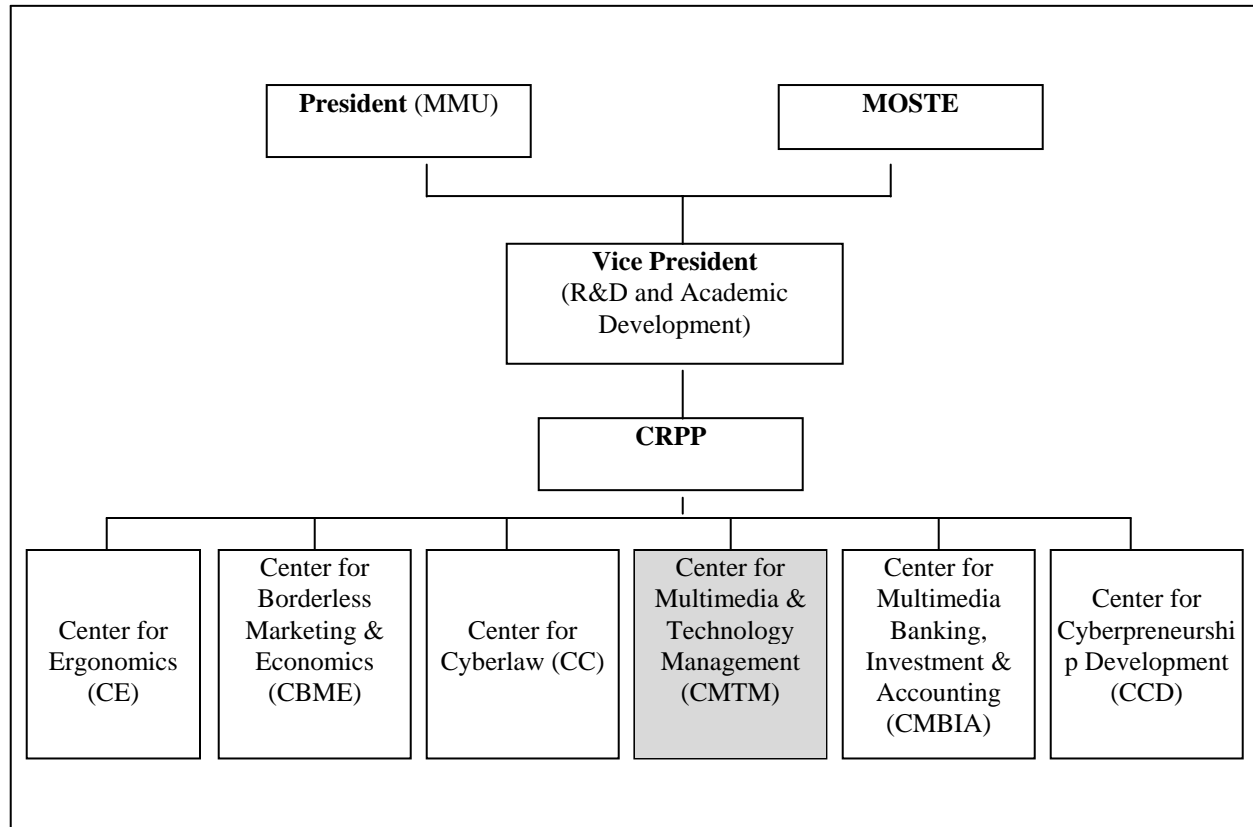 President (MMU)
MOSTE
Vice President
(R&D and Academic
Development)
CRPP
Center for
Ergonomics
(CE)
Center for
Borderless
Marketing &
Economics
(CBME)
Center for
Cyberlaw (CC)
Center for
Multimedia &
Technology
Management
(CMTM)
Center for
Multimedia
Banking,
Investment &
Accounting
(CMBIA)
Center for
Cyberpreneurshi
p Development
(CCD)